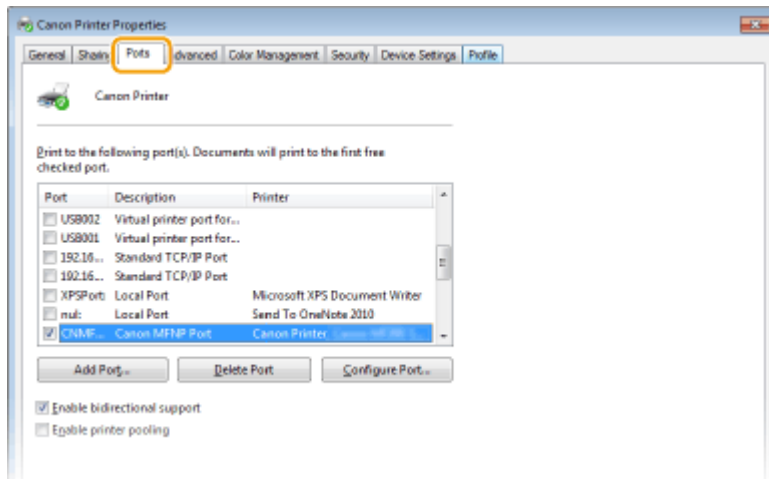 Canon Printer Properties
General Sharin Ports dvanced Color Management Security Device Settings Profile
Canon Printer
Print to the following port(s). Documents will print to the first free
checked port.
Port Description Printer
USB002 Virtual printer port for...
USB001 Virtual printer port for...
192.16... Standard TCP/IP Port
192.16... Standard TCP/IP Port
XPSPort: Local Port Microsoft XPS Document Writer
nul: Local Port Send To OneNote 2010
CNMF... Canon MFNP Port Canon Printer,
Add Port... Delete Port Configure Port...
Enable bidirectional support
Enable printer pooling